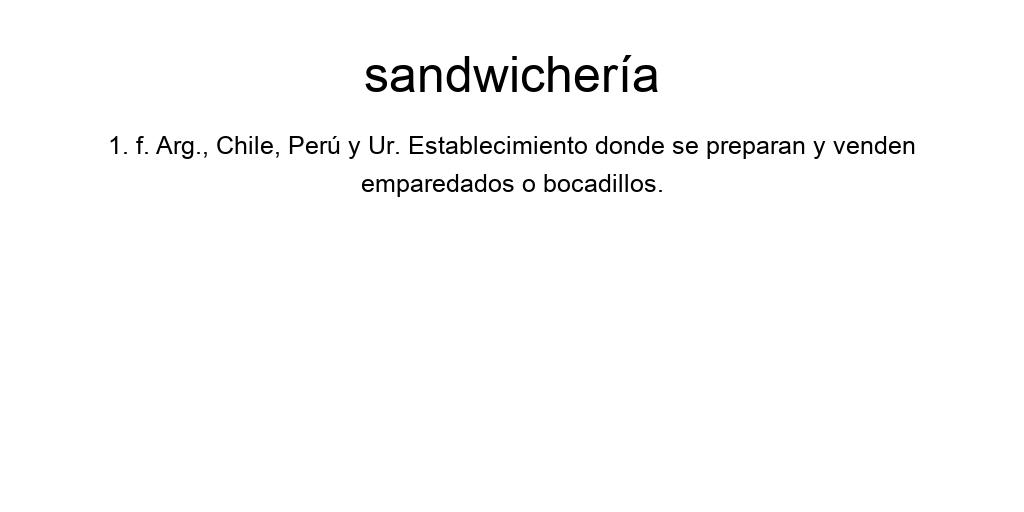 sandwichería
1. f. Arg., Chile, Perú y Ur. Establecimiento donde se preparan y venden
emparedados o bocadillos.